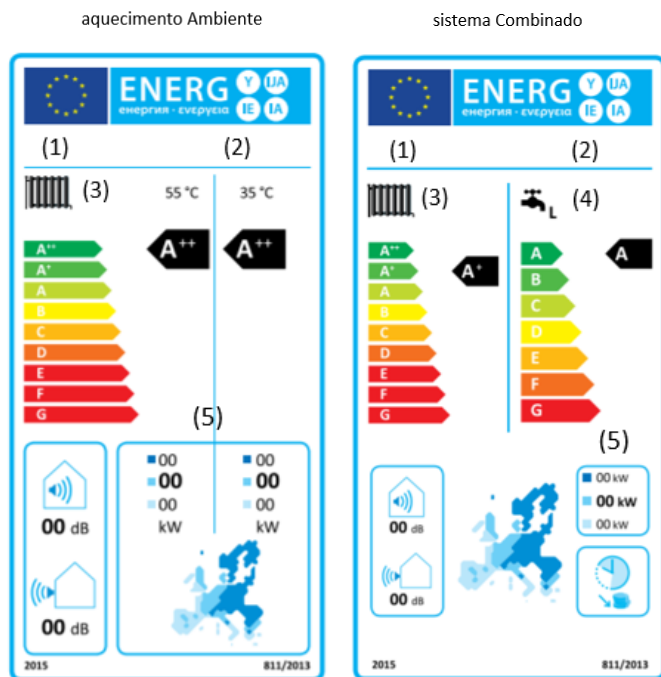 aquecimento Ambiente
ENERG Y IJA
енергия · ενεργεια IE IA
(1) (2)
(3) 55 °C 35 °C
A++ A++ A++
A+
A
B
C
D
E
F
G
(5)
00 00
00 00
00 00
kW kW
00 dB
00 dB
2015 811/2013
sistema Combinado
ENERG Y IJA
енергия · ενεργεια IE IA
(1) (2)
(3) (4)
L
A++
A+ A+
A
B
C
D
E
F
G
A A
B
C
D
E
F
G
(5)
00 kW
00 kW
00 kW
00 dB
00 dB
2015 811/2013